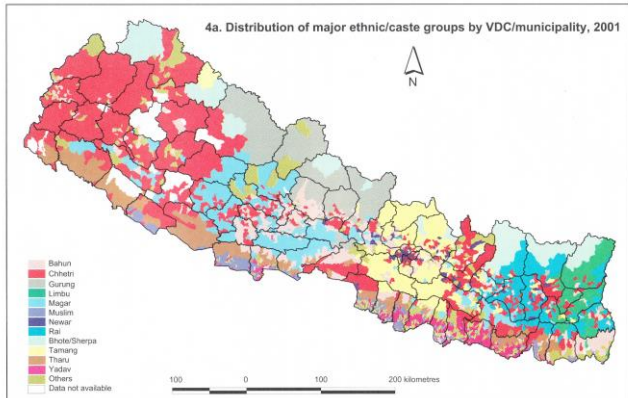 4a. Distribution of major ethnic/caste groups by VDC/municipality, 2001
N
Bahun
Chhetri
Gurung
Limbu
Magar
Muslim
Newar
Rai
Bhote/Sherpa
Tamang
Tharu
Yadav
Others
Data not available
100 0 100 200 kilometres